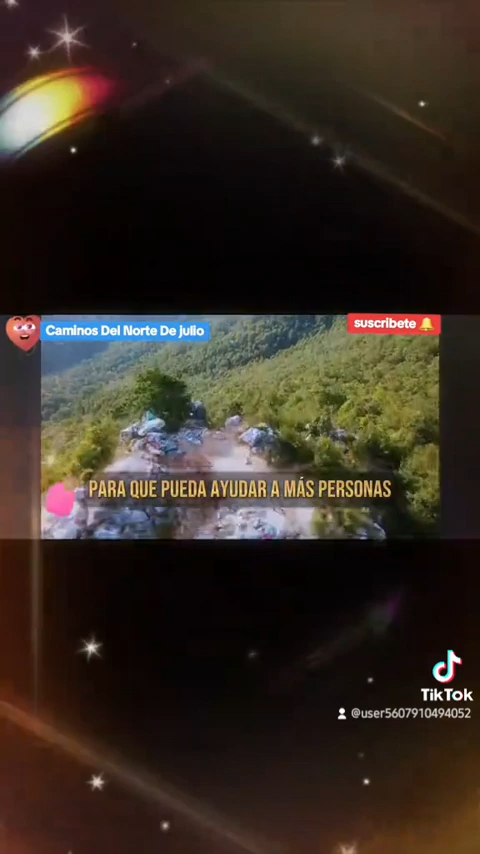 Caminos Del Norte De julio
suscribete
PARA QUE PUEDA AYUDAR A MÁS PERSONAS
TikTok
@user5607910494052